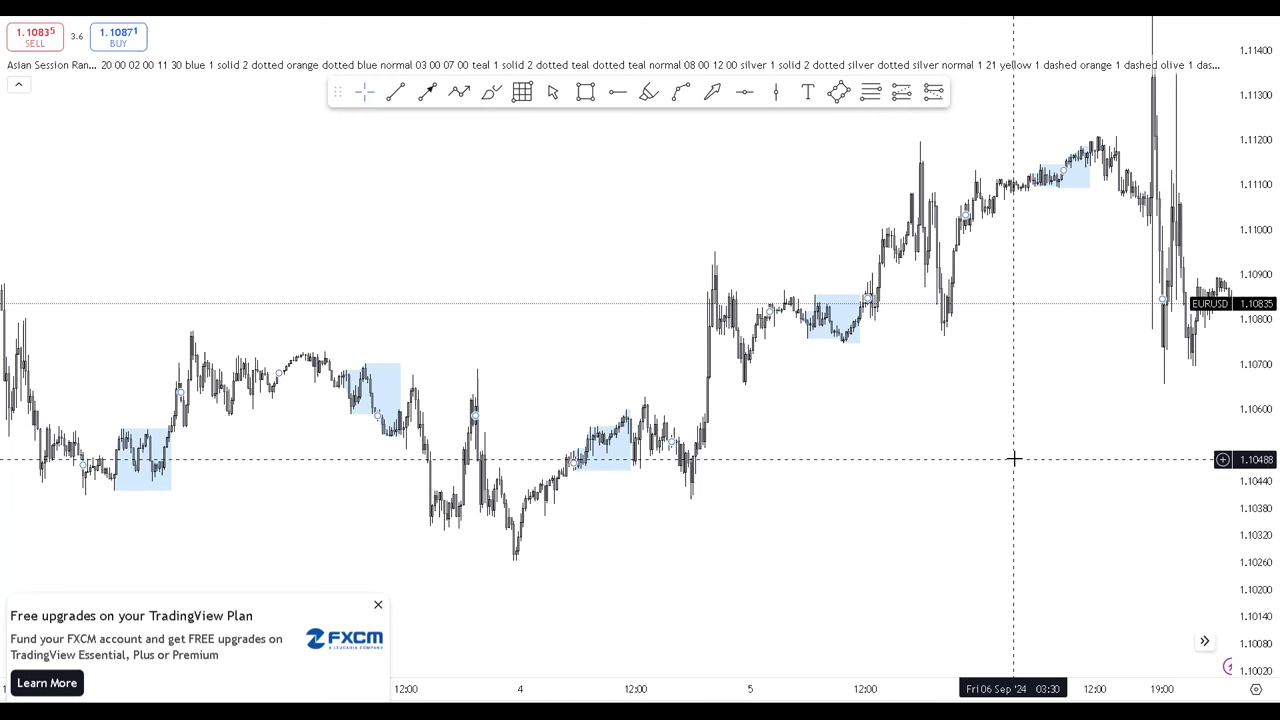 1.10835 SELL 3.6 1.10871 BUY
Asian Session Ran... 20 00 02 00 11 30 blue 1 solid 2 dotted orange dotted blue normal 03 00 07 00 teal 1 solid 2 dotted teal dotted teal normal 08 00 12 00 silver 1 solid 2 dotted silver dotted silver normal 1 21 yellow 1 dashed orange 1 dashed olive 1 das...
T
1.11400
1.11300
1.11200
1.11100
1.11000
1.10900
EURUSD 1.10835
1.10800
1.10700
1.10600
1.10488
1.10440
1.10380
1.10320
1.10260
1.10200
1.10140
1.10080
1.10020
Free upgrades on your TradingView Plan
Fund your FXCM account and get FREE upgrades on
TradingView Essential, Plus or Premium
FXCM
A LEUCADIA COMPANY
Learn More
12:00 4 12:00 5 12:00 Fri 06 Sep '24 03:30 12:00 19:00